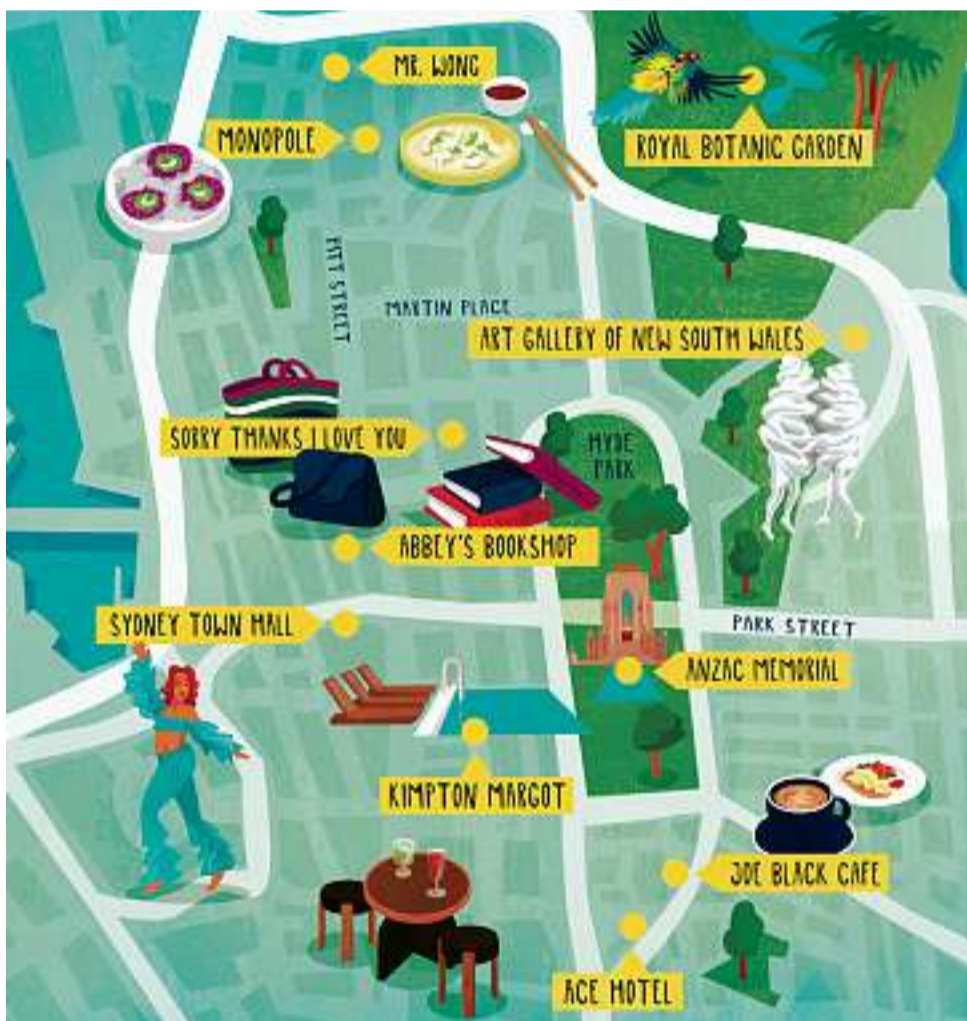 MR. WONG
MONOPOLE
ROYAL BOTANIC GARDEN
PITT STREET
MARTIN PLACE
ART GALLERY OF NEW SOUTH WALES
SORRY THANKS I LOVE YOU
HYDE
PARK
ABBEY'S BOOKSHOP
SYDNEY TOWN HALL
PARK STREET
ANZAC MEMORIAL
KIMPTON MARGOT
JOE BLACK CAFE
ACE HOTEL